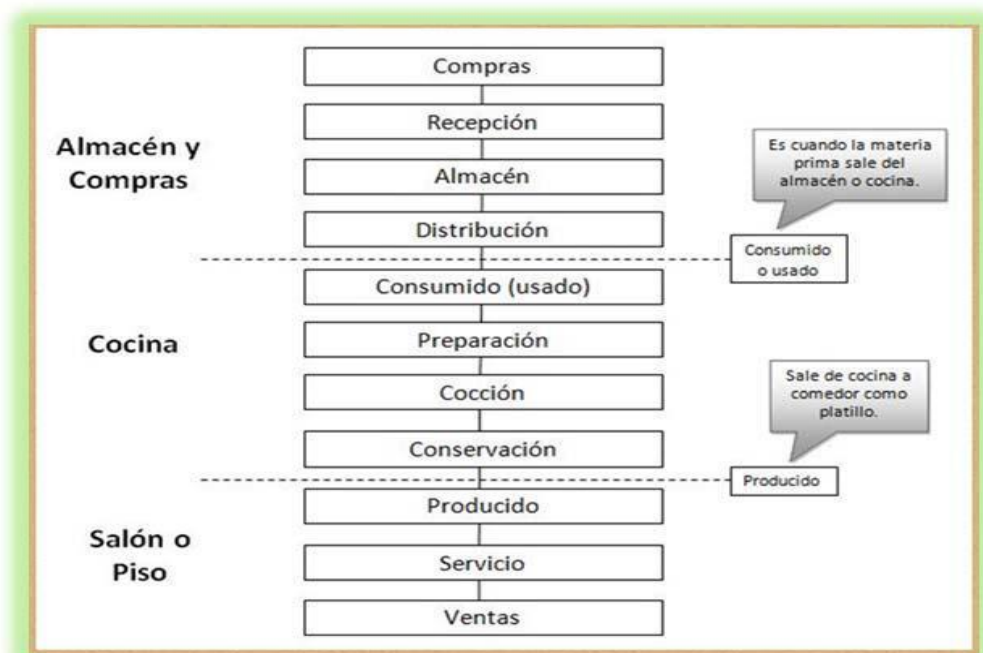 Compras
Recepción
Almacén y
Compras
Almacén
Distribución
Es cuando la materia
prima sale del
almacén o cocina.
Consumido
o usado
Consumido (usado)
Cocina
Preparación
Cocción
Conservación
Sale de cocina a
comedor como
platillo.
Producido
Producido
Salón o
Piso
Servicio
Ventas